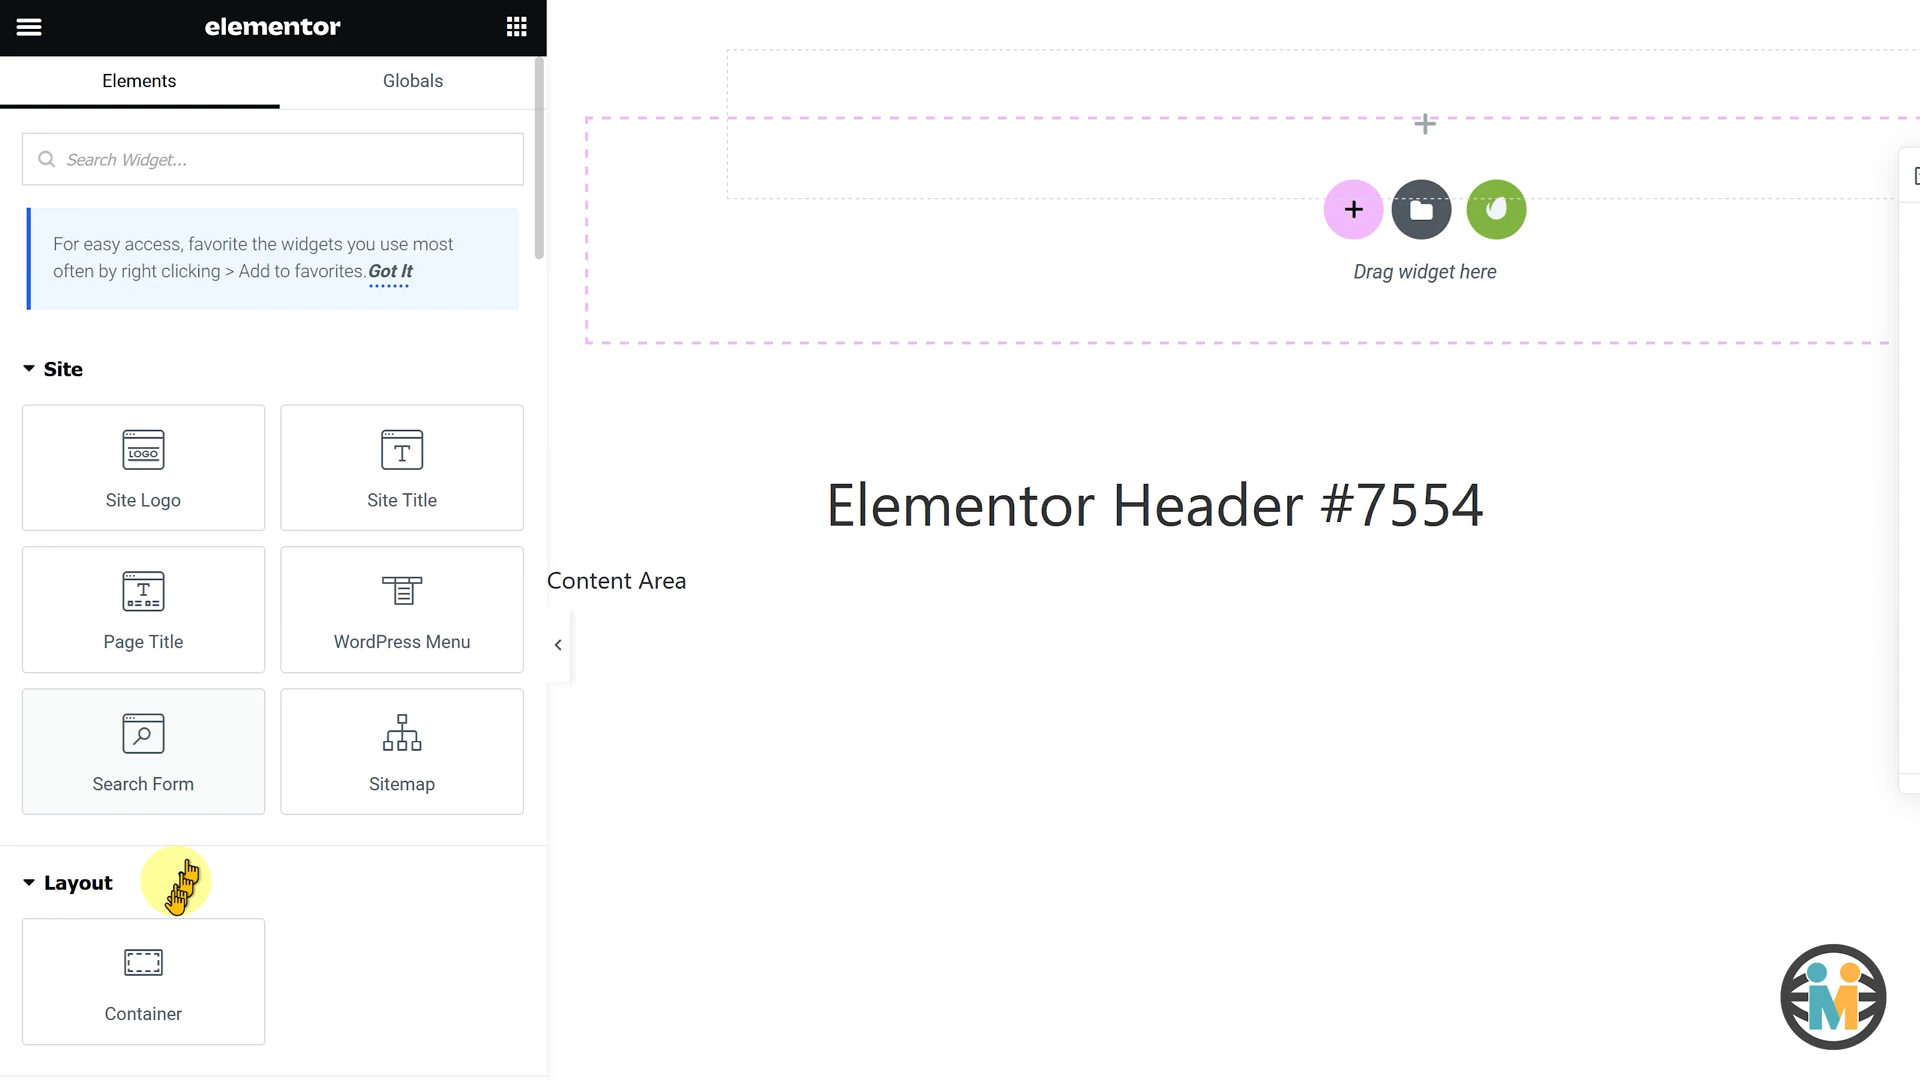 elementor
Elements
Globals
Search Widget...
For easy access, favorite the widgets you use most
often by right clicking > Add to favorites. Got It
Site
LOGO
Site Logo
Site Title
Page Title
WordPress Menu
Search Form
Sitemap
Layout
Container
Drag widget here
Elementor Header #7554
Content Area